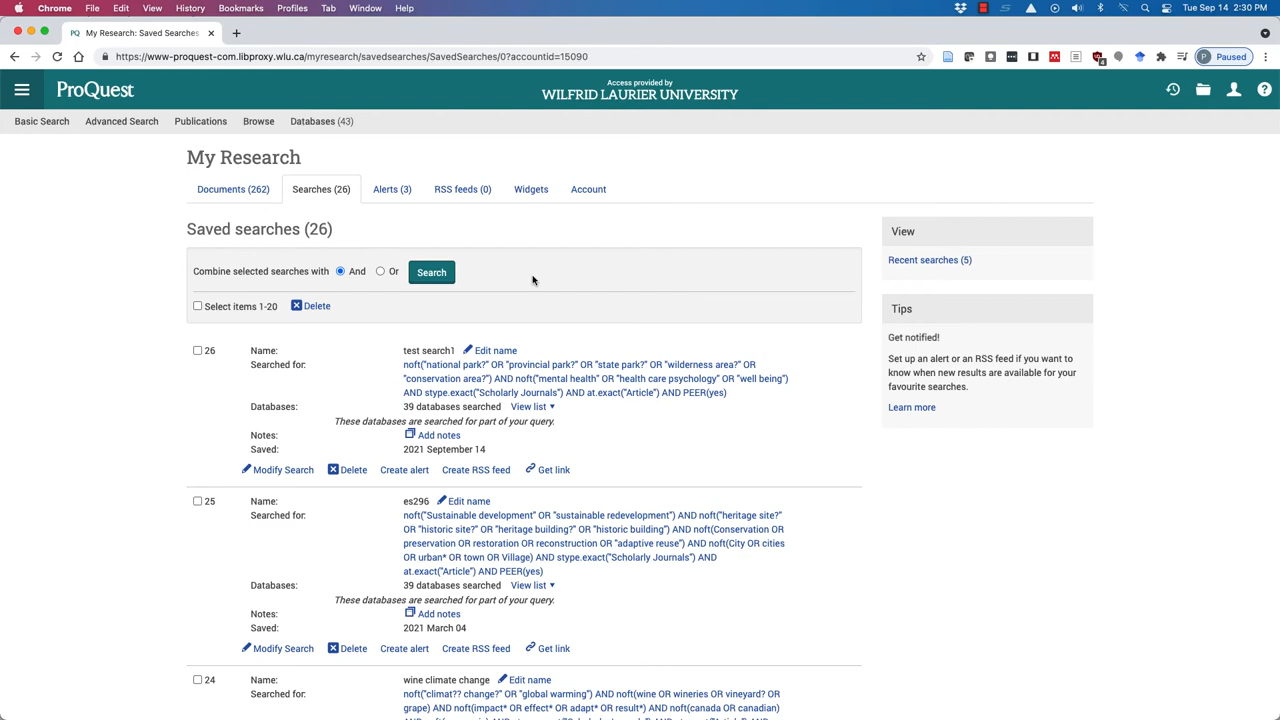 Chrome File Edit View History Bookmarks Profiles Tab Window Help Tue Sep 14 2:30 PM
PQ My Research: Saved Searches
https://www-proquest-com.libproxy.wlu.ca/myresearch/savedsearches/SavedSearches/0?accountid=15090 4 P Paused
ProQuest
Access provided by
WILFRID LAURIER UNIVERSITY
Basic Search Advanced Search Publications Browse Databases (43)
My Research
Documents (262) Searches (26) Alerts (3) RSS feeds (0) Widgets Account
Saved searches (26)
Combine selected searches with And Or Search
Select items 1-20 Delete
26 Name: test search1 Edit name
Searched for: noft("national park?" OR "provincial park?" OR "state park?" OR "wilderness area?" OR
"conservation area?") AND noft("mental health" OR "health care psychology" OR "well being")
AND stype.exact("Scholarly Journals") AND at.exact("Article") AND PEER(yes)
Databases: 39 databases searched View list
These databases are searched for part of your query.
Notes: Add notes
Saved: 2021 September 14
Modify Search Delete Create alert Create RSS feed Get link
25 Name: es296 Edit name
Searched for: noft("Sustainable development" OR "sustainable redevelopment") AND noft("heritage site?"
OR "historic site?" OR "heritage building?" OR "historic building") AND noft(Conservation OR
preservation OR restoration OR reconstruction OR "adaptive reuse") AND noft(City OR cities
OR urban* OR town OR Village) AND stype.exact("Scholarly Journals") AND
at.exact("Article") AND PEER(yes)
Databases: 39 databases searched View list
These databases are searched for part of your query.
Notes: Add notes
Saved: 2021 March 04
Modify Search Delete Create alert Create RSS feed Get link
24 Name: wine climate change Edit name
Searched for: noft("climat?? change?" OR "global warming") AND noft(wine OR wineries OR vineyard? OR
grape) AND noft(impact* OR effect* OR adapt* OR result*) AND noft(canada OR canadian)
View
Recent searches (5)
Tips
Get notified!
Set up an alert or an RSS feed if you want to
know when new results are available for your
favourite searches.
Learn more